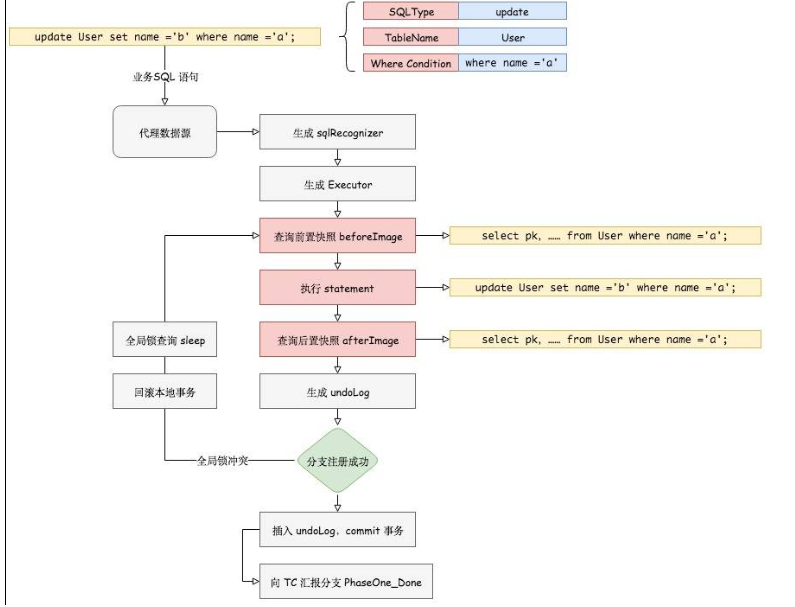 SQLType update
update User set name ='b' where name ='a';
TableName User
Where Condition where name ='a'
业务SQL 语句
代理数据源
生成 sqlRecognizer
生成 Executor
查询前置快照 beforeImage
select pk, …… from User where name ='a';
执行 statement
update User set name ='b' where name ='a';
全局锁查询 sleep
查询后置快照 afterImage
select pk, …… from User where name ='a';
回滚本地事务
生成 undoLog
全局锁冲突
分支注册成功
插入 undoLog, commit 事务
向 TC 汇报分支 PhaseOne_Done